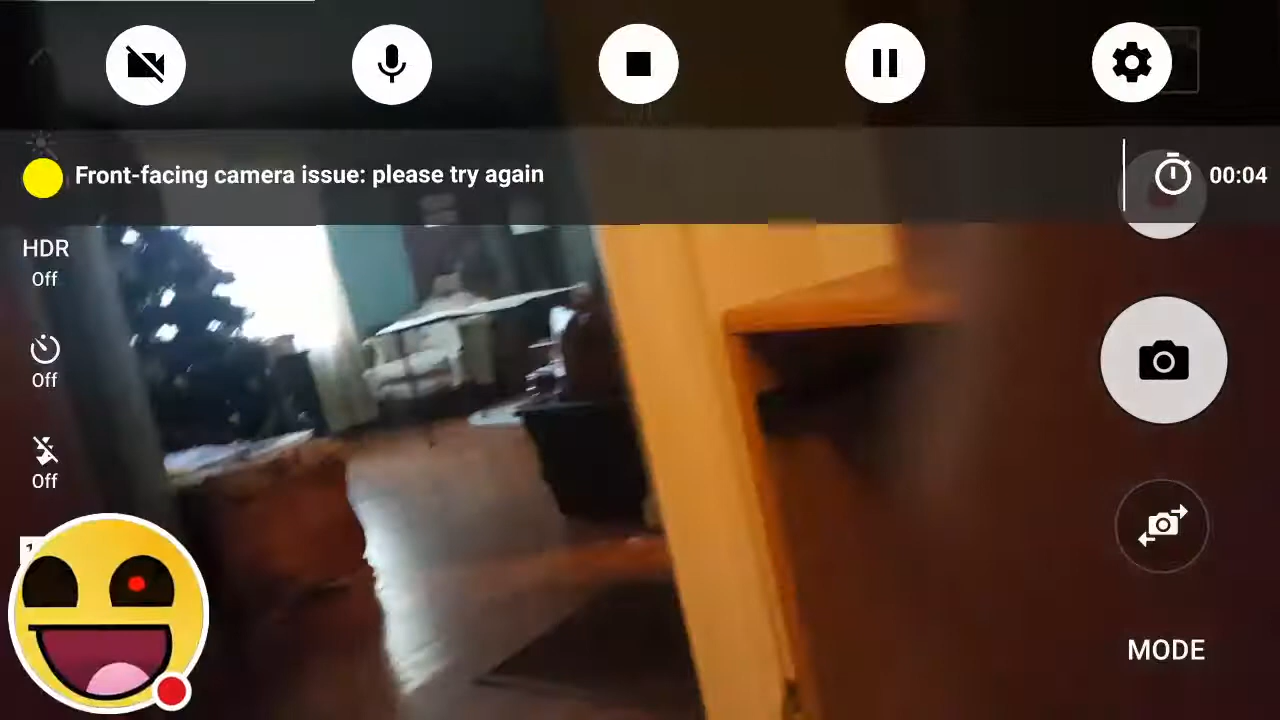 Front-facing camera issue: please try again
00:04
HDR
Off
Off
Off
MODE